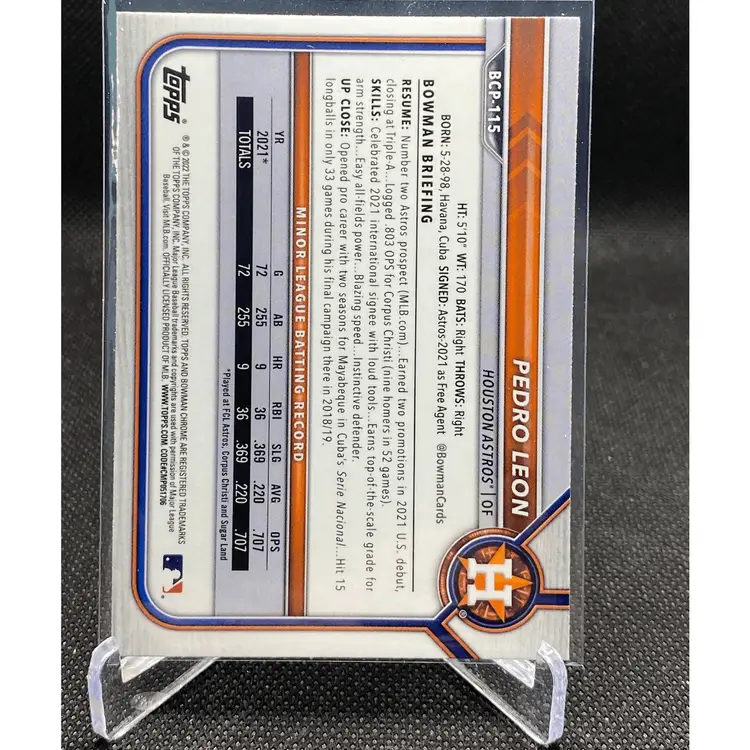 BCP-115
PEDRO LEON
HOUSTON ASTROS® | OF
H
®
HT: 5'10" WT: 170 BATS: Right THROWS: Right
BORN: 5-28-98, Havana, Cuba SIGNED: Astros-2021 as Free Agent @BowmanCards
BOWMAN BRIEFING
RESUME: Number two Astros prospect (MLB.com)...Earned two promotions in 2021 U.S. debut,
closing at Triple-A...Logged .803 OPS for Corpus Christi (nine homers in 52 games).
SKILLS: Celebrated 2021 international signee with loud tools...Earns top-of-the-scale grade for
arm strength...Easy all-fields power...Blazing speed...Instinctive defender.
UP CLOSE: Opened pro career with two seasons for Mayabeque in Cuba's Serie Nacional...Hit 15
longballs in only 33 games during his final campaign there in 2018/19.
MINOR LEAGUE BATTING RECORD
YR G AB HR RBI SLG AVG OPS
2021* 72 255 9 36 .369 .220 .707
TOTALS 72 255 9 36 .369 .220 .707
*Played at FCL Astros, Corpus Christi and Sugar Land
topps®
® & © 2022 THE TOPPS COMPANY, INC. ALL RIGHTS RESERVED. TOPPS AND BOWMAN CHROME ARE REGISTERED TRADEMARKS
OF THE TOPPS COMPANY, INC. Major League Baseball trademarks and copyrights are used with permission of Major League
Baseball. Visit MLB.com. OFFICIALLY LICENSED PRODUCT OF MLB. WWW.TOPPS.COM. CODE#CMP051706